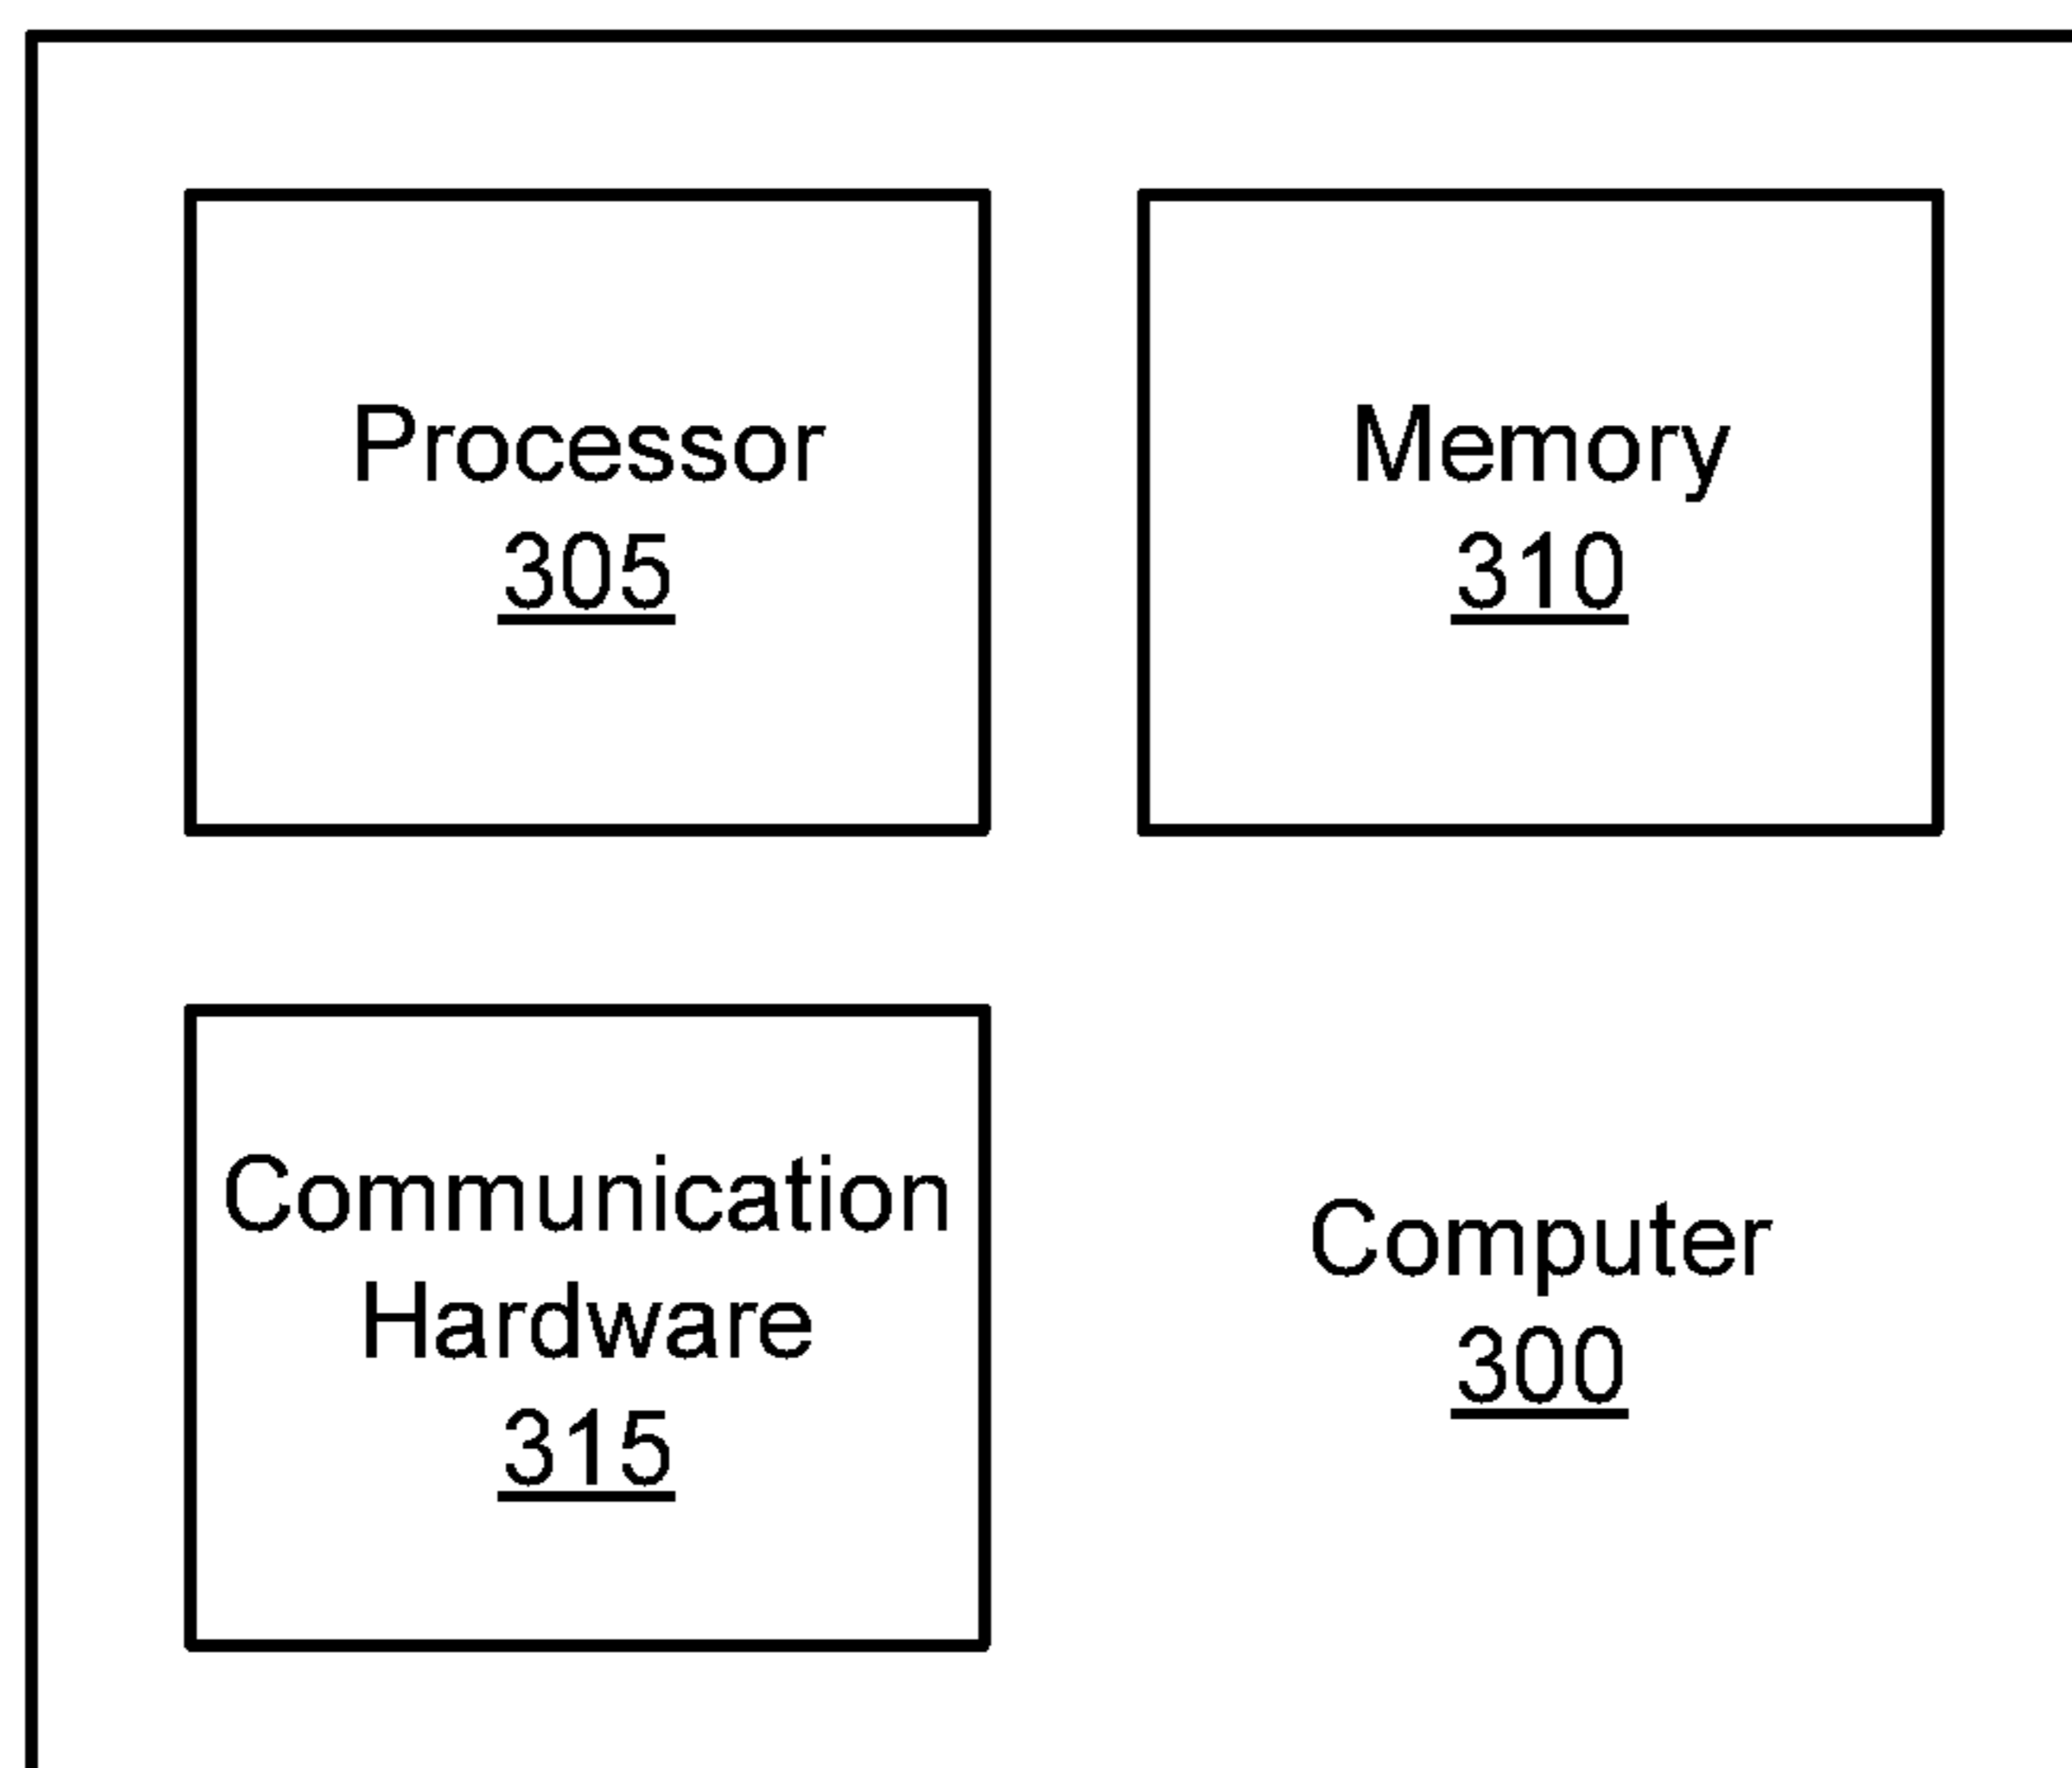 Processor
305
Memory
310
Communication
Hardware
315
Computer
300